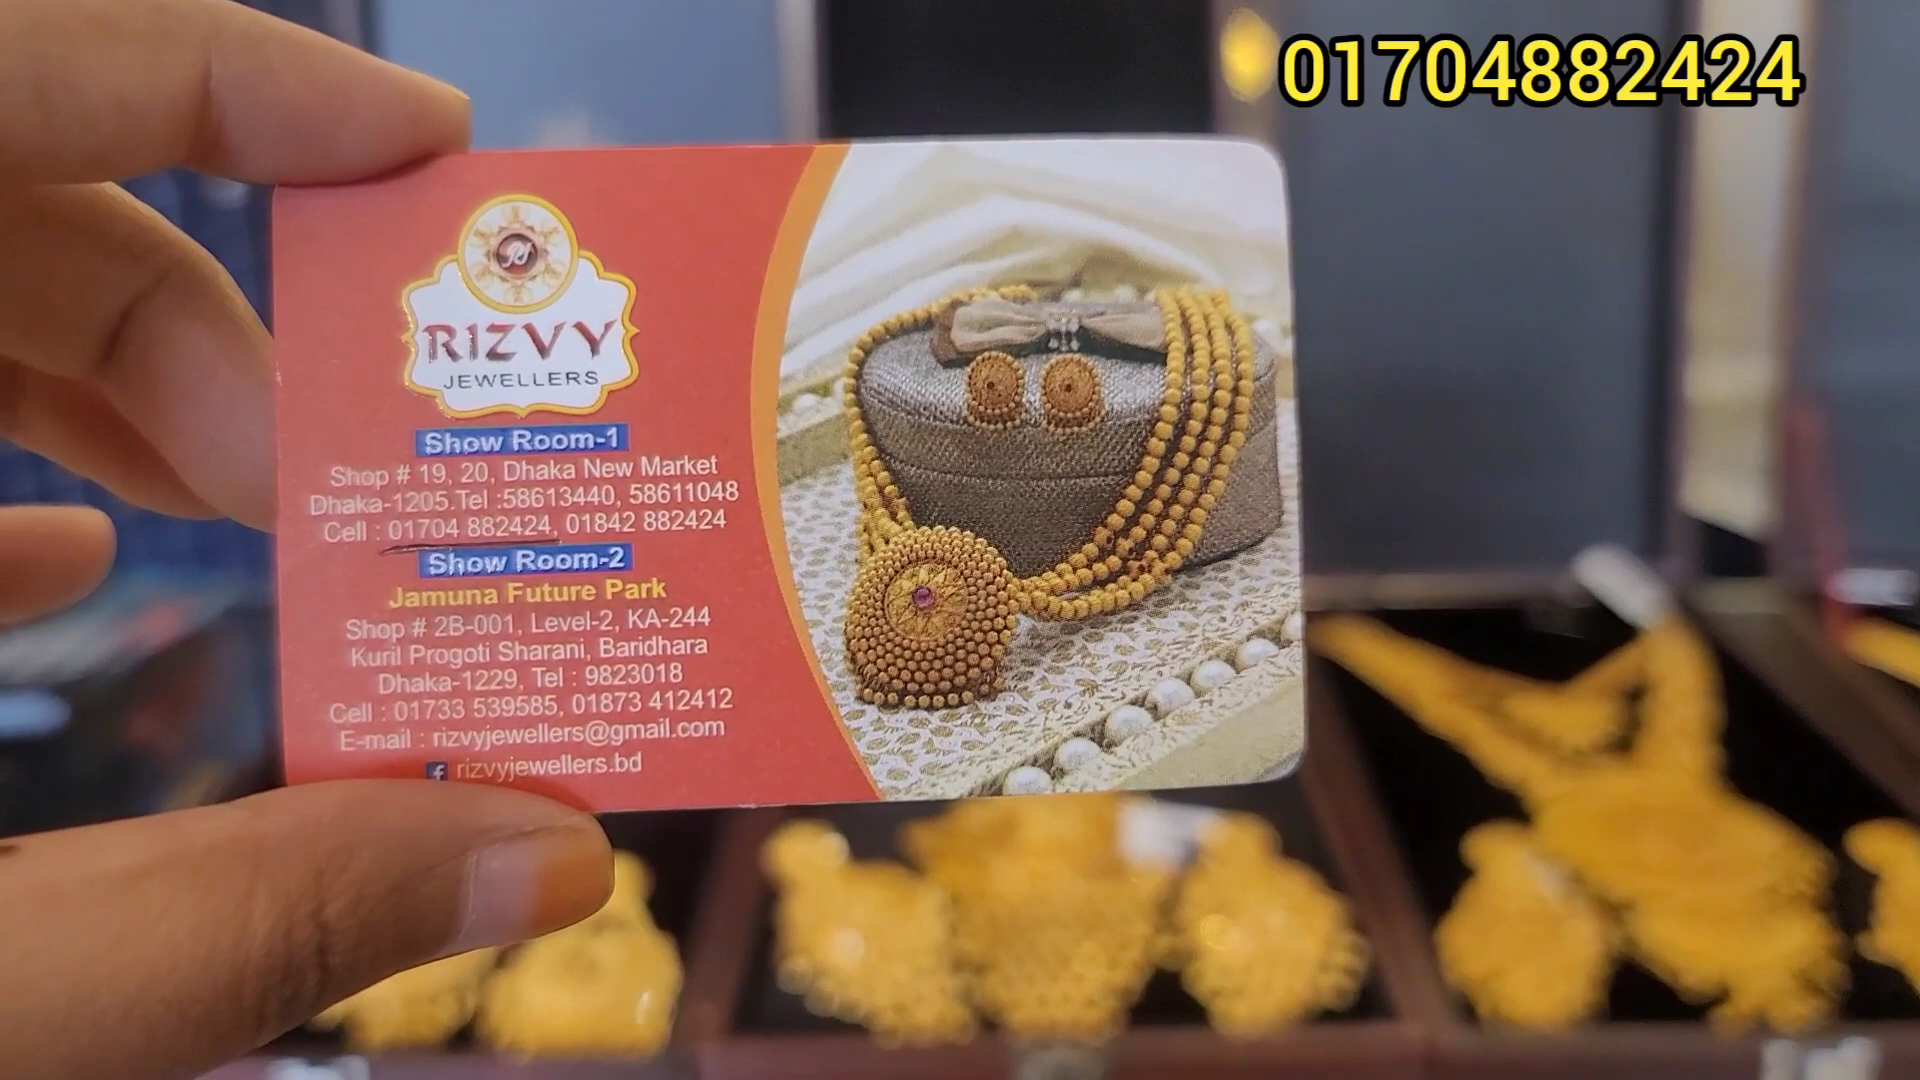 01704882424
RIZVY
JEWELLERS
Show Room-1
Shop # 19, 20, Dhaka New Market
Dhaka-1205.Tel :58613440, 58611048
Cell : 01704 882424, 01842 882424
Show Room-2
Jamuna Future Park
Shop # 2B-001, Level-2, KA-244
Kuril Progoti Sharani, Baridhara
Dhaka-1229, Tel : 9823018
Cell : 01733 539585, 01873 412412
E-mail : rizvyjewellers@gmail.com
f rizvyjewellers.bd